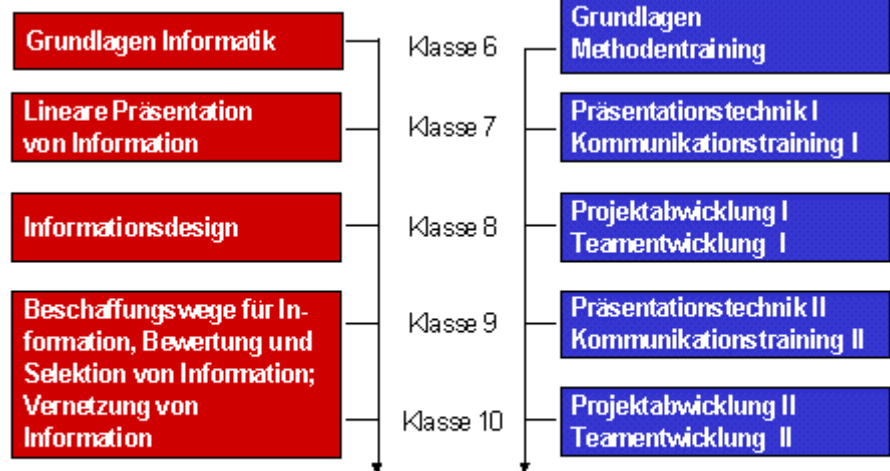 Grundlagen Informatik
Klasse 6
Grundlagen
Methodentraining
Lineare Präsentation
von Information
Klasse 7
Präsentationstechnik I
Kommunikationstraining I
Informationsdesign
Klasse 8
Projektabwicklung I
Teamentwicklung I
Beschaffungswege für In-
formation, Bewertung und
Selektion von Information;
Vernetzung von
Information
Klasse 9
Präsentationstechnik II
Kommunikationstraining II
Klasse 10
Projektabwicklung II
Teamentwicklung II